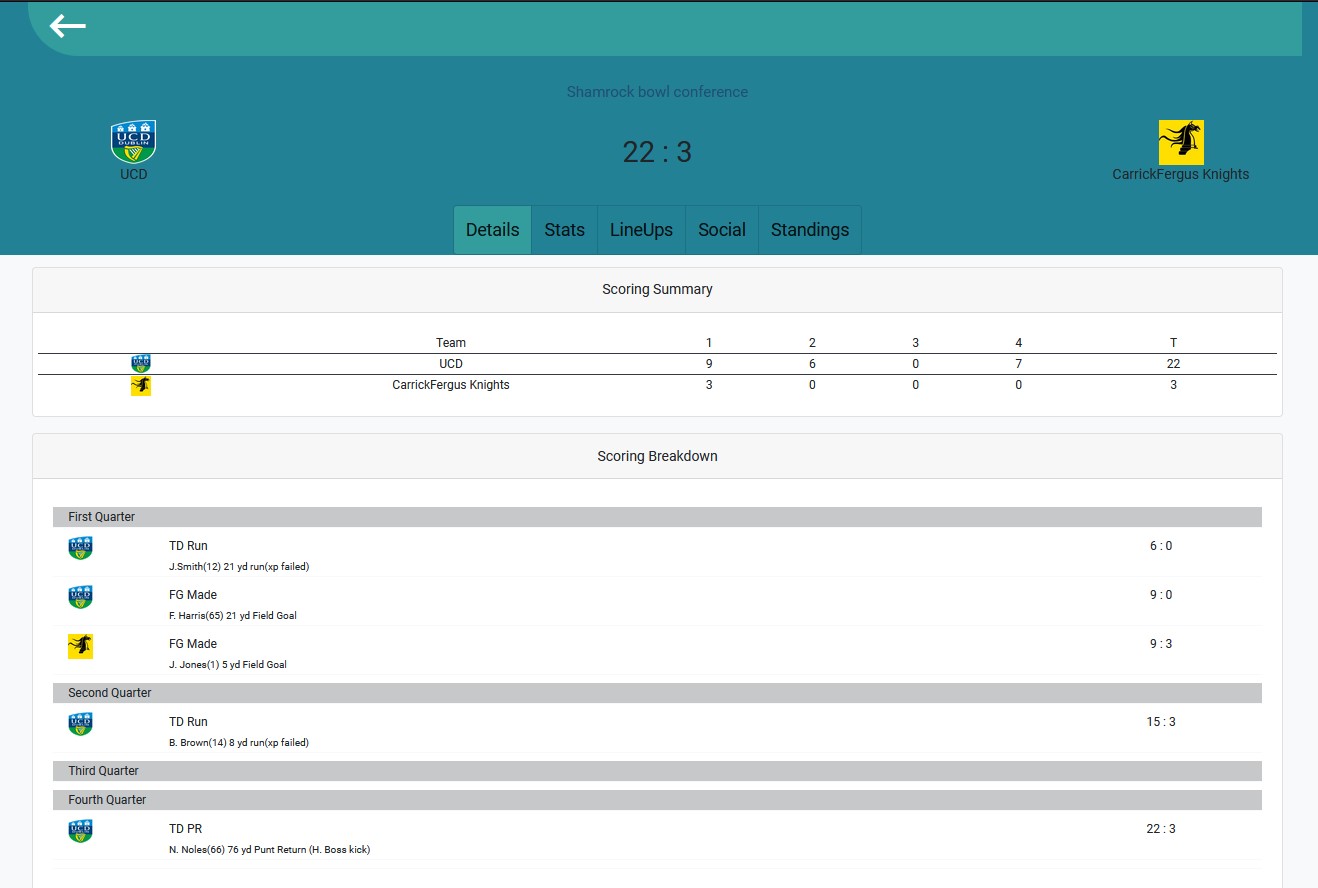 Shamrock bowl conference
UCD DUBLIN
22 : 3
UCD
CarrickFergus Knights
Details Stats LineUps Social Standings
Scoring Summary
Team 1 2 3 4 T
UCD 9 6 0 7 22
CarrickFergus Knights 3 0 0 0 3
Scoring Breakdown
First Quarter
TD Run 6 : 0
J.Smith(12) 21 yd run(xp failed)
FG Made 9 : 0
F. Harris(65) 21 yd Field Goal
FG Made 9 : 3
J. Jones(1) 5 yd Field Goal
Second Quarter
TD Run 15 : 3
B. Brown(14) 8 yd run(xp failed)
Third Quarter
Fourth Quarter
TD PR 22 : 3
N. Noles(66) 76 yd Punt Return (H. Boss kick)